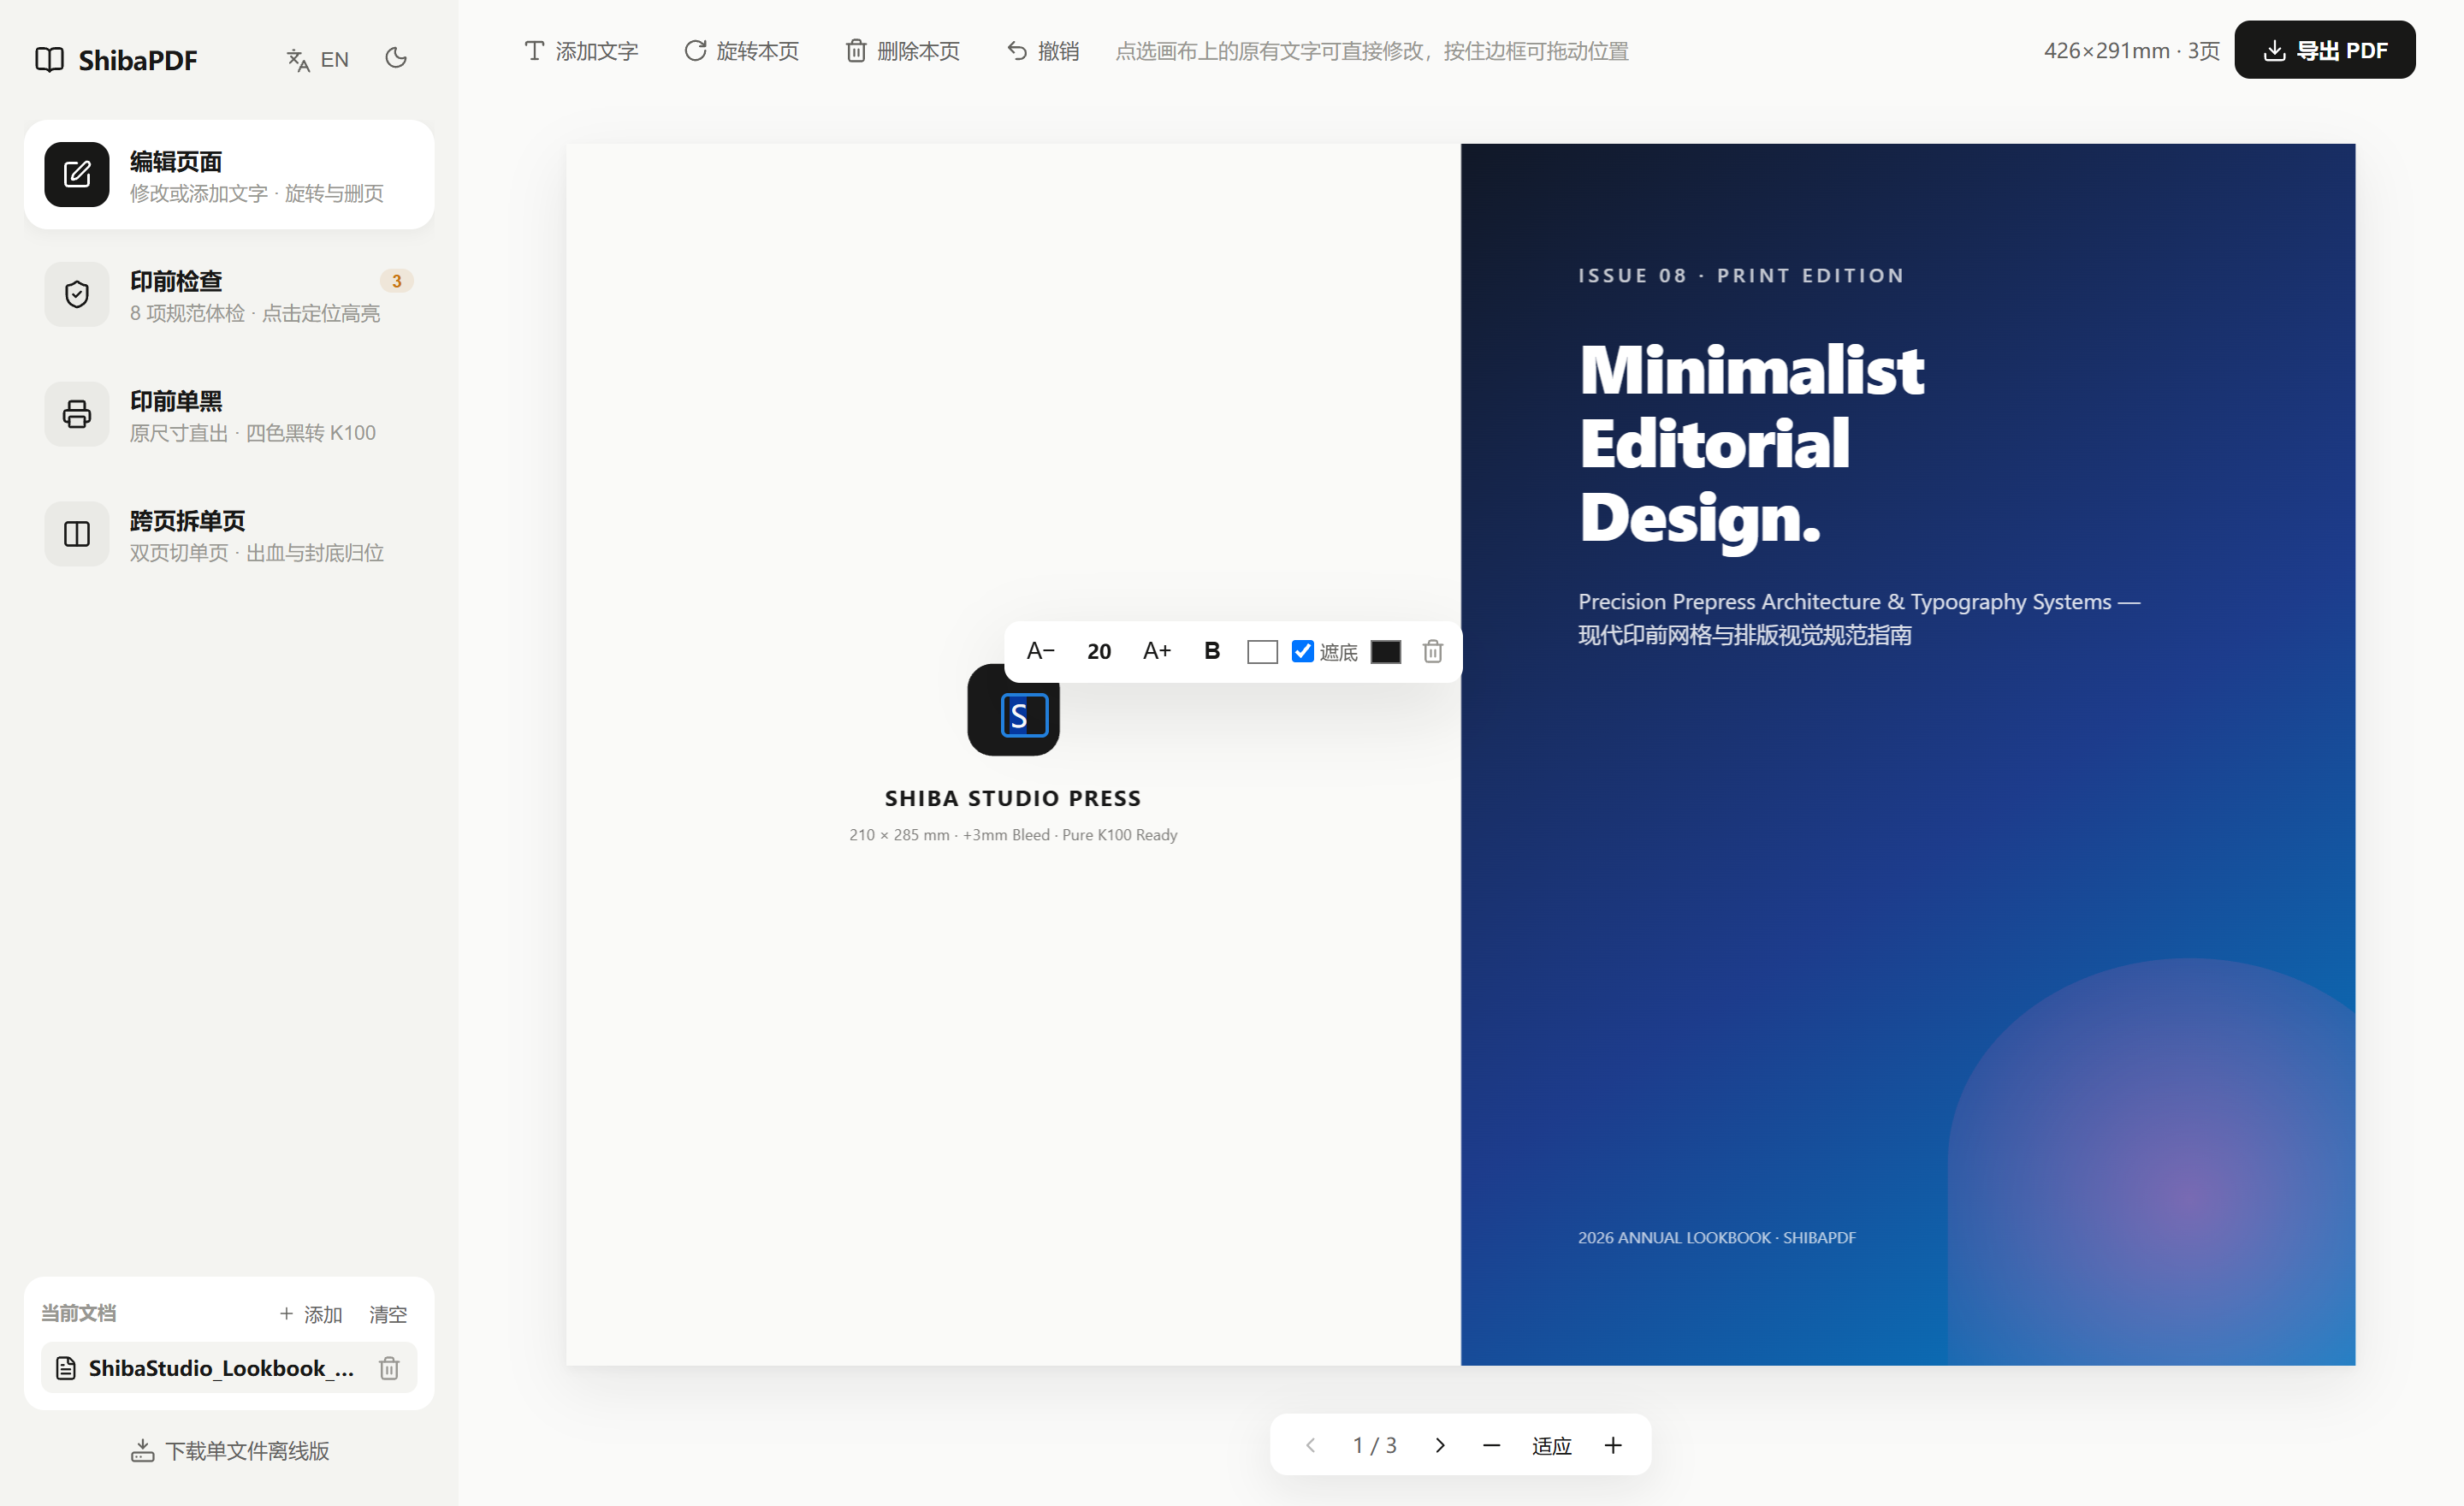 ShibaPDF
EN
编辑页面
修改或添加文字 · 旋转与删页
印前检查
3
8 项规范体检 · 点击定位高亮
印前单黑
原尺寸直出 · 四色黑转 K100
跨页拆单页
双页切单页 · 出血与封底归位
当前文档
添加
清空
ShibaStudio_Lookbook_...
下载单文件离线版
添加文字
旋转本页
删除本页
撤销
点选画布上的原有文字可直接修改，按住边框可拖动位置
426×291mm · 3页
导出 PDF
A−
20
A+
B
遮底
S
SHIBA STUDIO PRESS
210 × 285 mm · +3mm Bleed · Pure K100 Ready
ISSUE 08 · PRINT EDITION
Minimalist
Editorial
Design.
Precision Prepress Architecture & Typography Systems —
现代印前网格与排版视觉规范指南
2026 ANNUAL LOOKBOOK · SHIBAPDF
1 / 3
适应